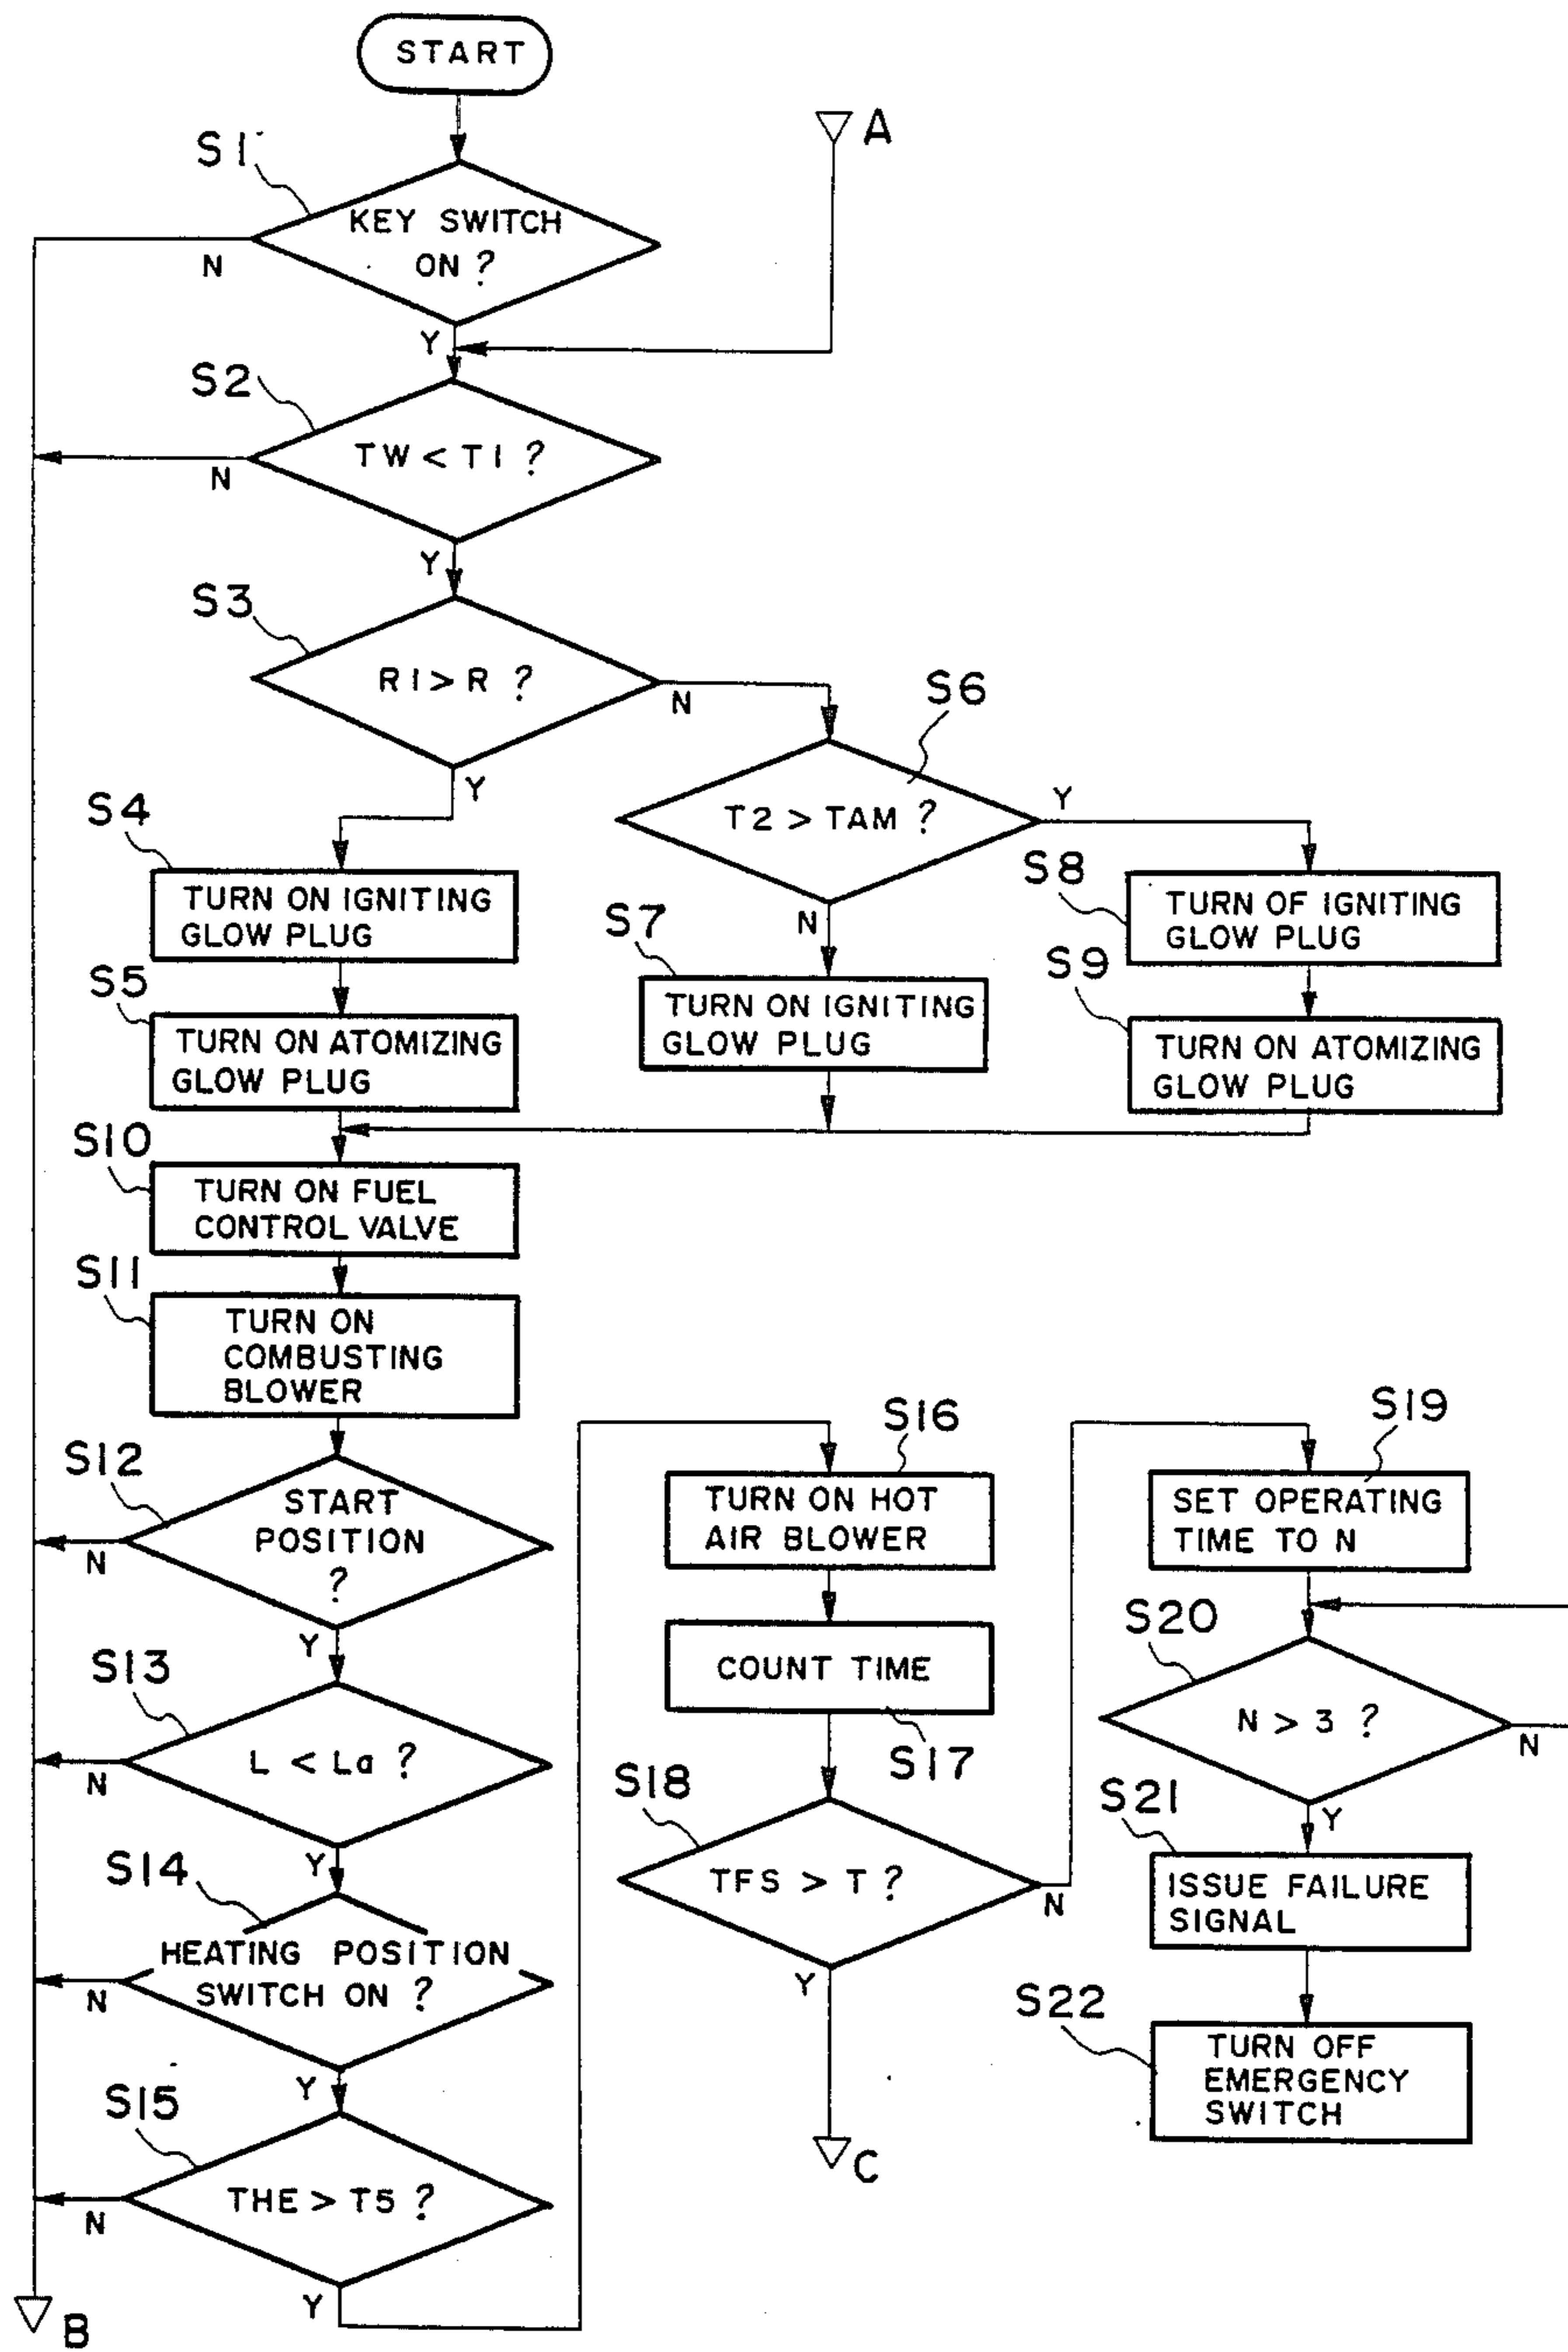 START
A
S1
KEY SWITCH
ON ?
N
Y
S2
TW < T1 ?
N
Y
S3
R1 > R ?
N
Y
S6
T2 > TAM ?
Y
N
S4
TURN ON IGNITING
GLOW PLUG
S5
TURN ON ATOMIZING
GLOW PLUG
S7
TURN ON IGNITING
GLOW PLUG
S8
TURN OF IGNITING
GLOW PLUG
S9
TURN ON ATOMIZING
GLOW PLUG
S10
TURN ON FUEL
CONTROL VALVE
S11
TURN ON
COMBUSTING
BLOWER
S12
START
POSITION
?
N
Y
S13
L < La ?
N
Y
S14
HEATING POSITION
SWITCH ON ?
N
Y
S15
THE > T5 ?
N
Y
B
S16
TURN ON HOT
AIR BLOWER
COUNT TIME
S17
S18
TFS > T ?
N
Y
C
S19
SET OPERATING
TIME TO N
S20
N > 3 ?
N
Y
S21
ISSUE FAILURE
SIGNAL
S22
TURN OFF
EMERGENCY
SWITCH